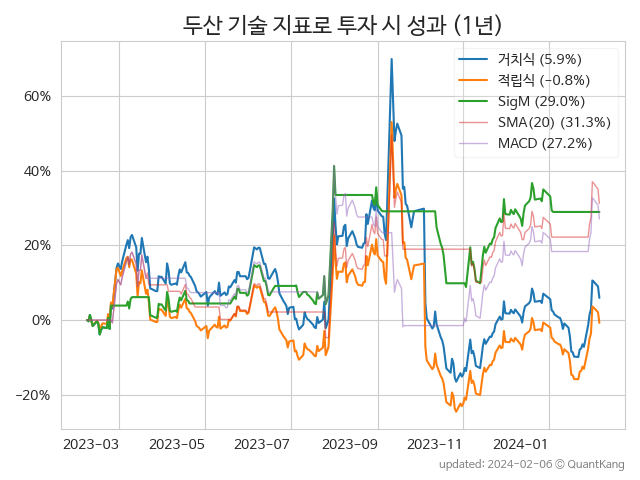 두산 기술 지표로 투자 시 성과 (1년)
거치식 (5.9%)
적립식 (-0.8%)
SigM (29.0%)
SMA(20) (31.3%)
MACD (27.2%)
60%
40%
20%
0%
−20%
2023-03 2023-05 2023-07 2023-09 2023-11 2024-01
updated: 2024-02-06 © QuantKang